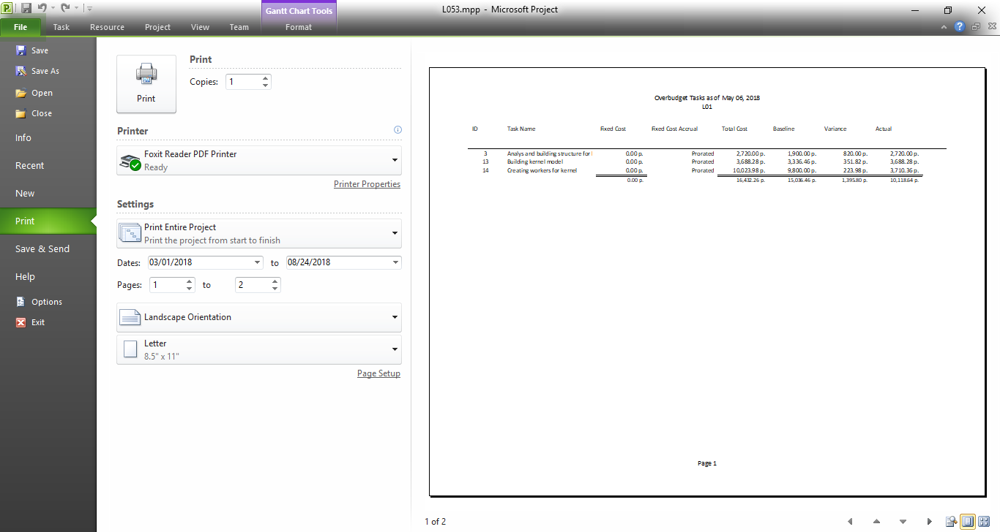 L053.mpp - Microsoft Project
Gantt Chart Tools
File Task Resource Project View Team Format
Save
Save As
Open
Close
Info
Recent
New
Print
Save & Send
Help
Options
Exit
Print
Print
Copies: 1
Printer
Foxit Reader PDF Printer
Ready
Printer Properties
Settings
Print Entire Project
Print the project from start to finish
Dates: 03/01/2018 to 08/24/2018
Pages: 1 to 2
Landscape Orientation
Letter
8.5" x 11"
Page Setup
Overbudget Tasks as of May 06, 2018
L01
ID Task Name Fixed Cost Fixed Cost Accrual Total Cost Baseline Variance Actual
3 Analys and building structure for 0.00 p. Prorated 2,720.00 p. 1,900.00 p. 820.00 p. 2,720.00 p.
13 Building kernel model 0.00 p. Prorated 3,688.28 p. 3,336.46 p. 351.82 p. 3,688.28 p.
14 Creating workers for kernel 0.00 p. Prorated 10,023.98 p. 9,800.00 p. 223.98 p. 3,710.36 p.
0.00 p. 16,432.26 p. 15,036.46 p. 1,395.80 p. 10,118.64 p.
Page 1
1 of 2